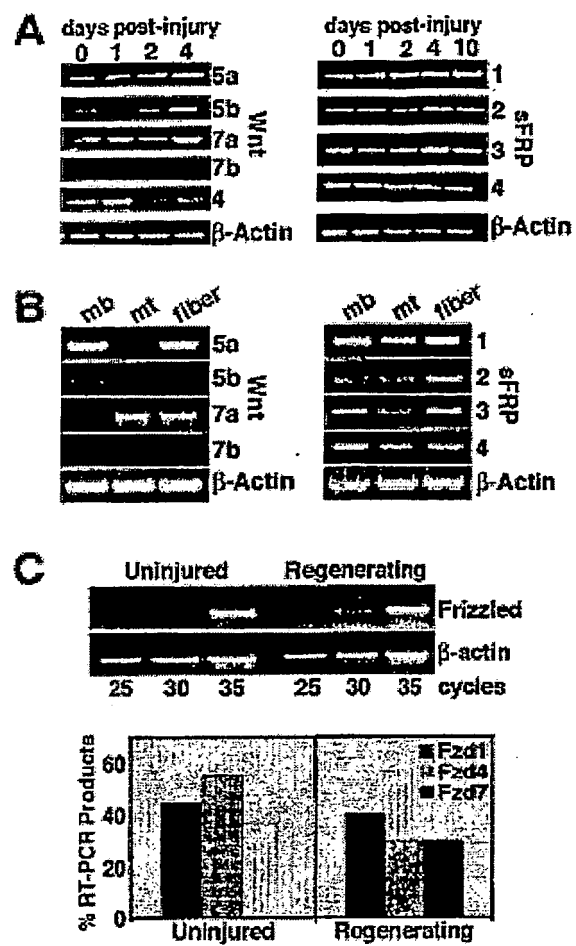 A
days post-injury
0 1 2 4
5a
5b
7a
7b
4
β-Actin
Wnt
days post-injury
0 1 2 4 10
1
2
3
4
β-Actin
sFRP
B
mb mt fiber
5a
5b
7a
7b
β-Actin
Wnt
mb mt fiber
1
2
3
4
β-Actin
sFRP
C
Uninjured Regenerating
Frizzled
β-actin
25 30 35 25 30 35 cycles
% RT-PCR Products
60
40
20
0
Fzd1
Fzd4
Fzd7
Uninjured Regenerating